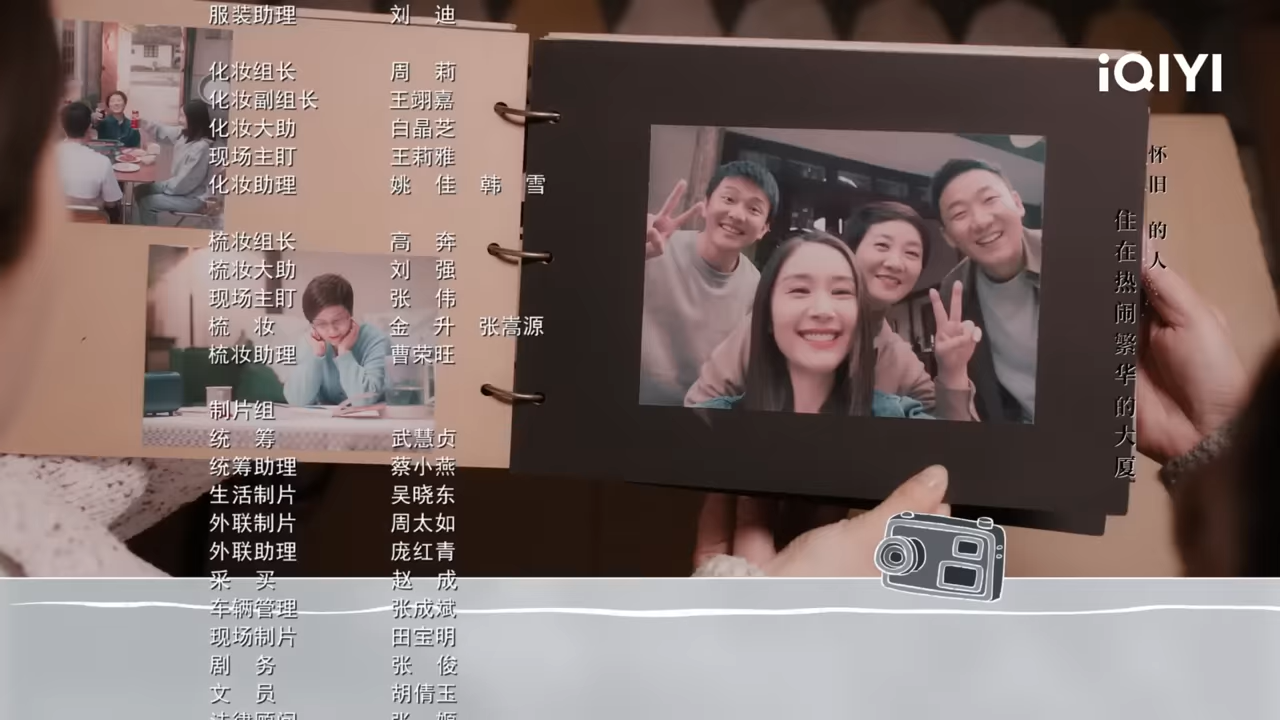 服装助理 刘 迪
化妆组长 周 莉
化妆副组长 王翊嘉
化妆大助 白晶芝
现场主盯 王莉雅
化妆助理 姚 佳 韩 雪
梳妆组长 高 奔
梳妆大助 刘 强
现场主盯 张 伟
梳 妆 金 升 张嵩源
梳妆助理 曹荣旺
制片组
统 筹 武慧贞
统筹助理 蔡小燕
生活制片 吴晓东
外联制片 周太如
外联助理 庞红青
采 买 赵 成
车辆管理 张成斌
现场制片 田宝明
剧 务 张 俊
文 员 胡倩玉
法律顾问 张 姬
iQIYI
怀旧的人
住在热闹繁华的大厦